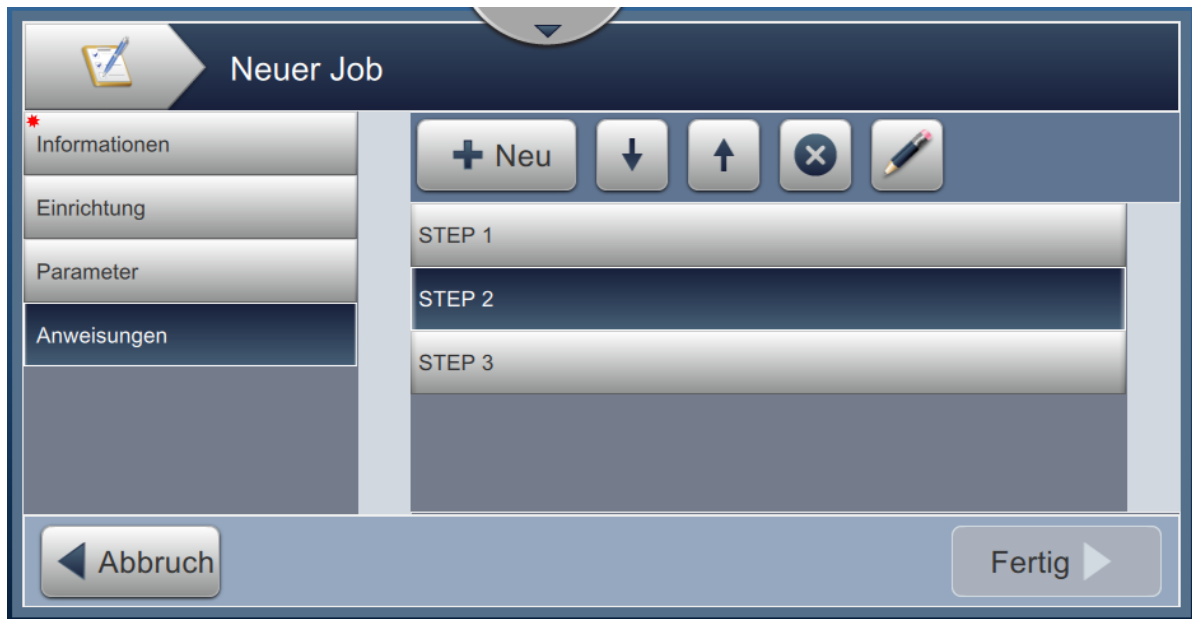 Neuer Job
Informationen
Einrichtung
Parameter
Anweisungen
Neu
STEP 1
STEP 2
STEP 3
Abbruch
Fertig